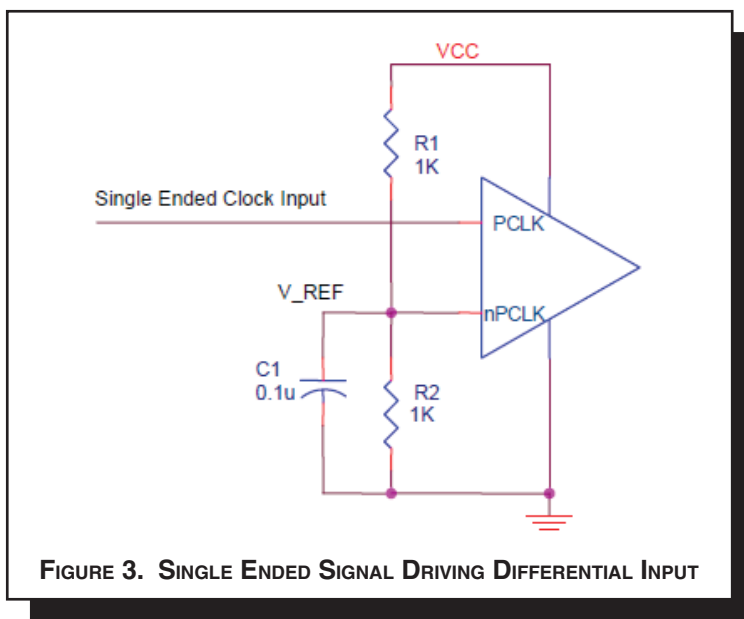 VCC
R1
1K
Single Ended Clock Input
PCLK
V_REF
nPCLK
C1
0.1u
R2
1K
FIGURE 3. SINGLE ENDED SIGNAL DRIVING DIFFERENTIAL INPUT